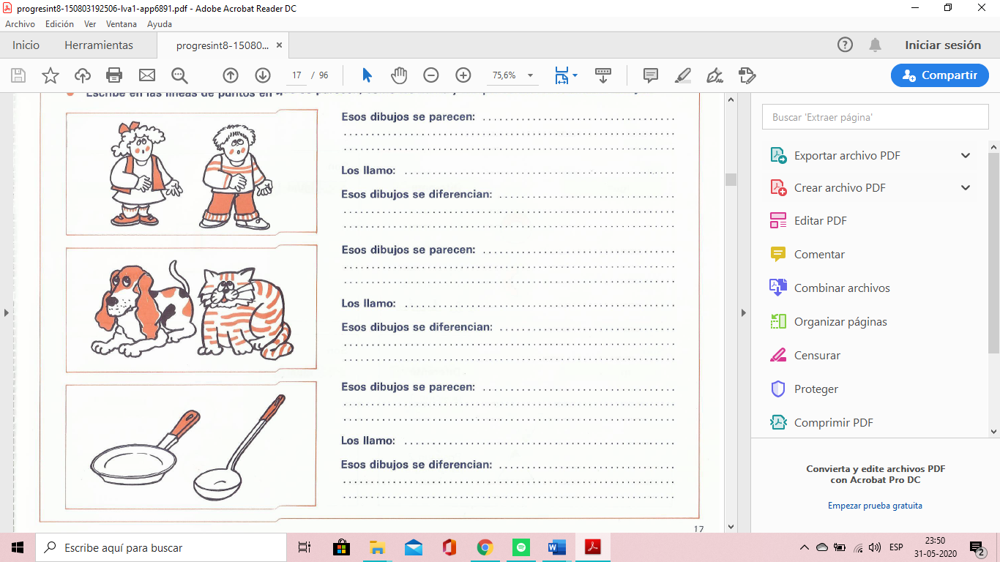 progresint8-150803192506-lva1-app6891.pdf - Adobe Acrobat Reader DC
Archivo Edición Ver Ventana Ayuda
Inicio Herramientas progresint8-15080... × Iniciar sesión
17 / 96 75,6% Compartir
Escribe en las líneas de puntos en
Esos dibujos se parecen:
Los llamo:
Esos dibujos se diferencian:
Esos dibujos se parecen:
Los llamo:
Esos dibujos se diferencian:
Esos dibujos se parecen:
Los llamo:
Esos dibujos se diferencian:
17
Buscar 'Extraer página'
Exportar archivo PDF
Crear archivo PDF
Editar PDF
Comentar
Combinar archivos
Organizar páginas
Censurar
Proteger
Comprimir PDF
Convierta y edite archivos PDF
con Acrobat Pro DC
Empezar prueba gratuita
Escribe aquí para buscar
ESP
23:50
31-05-2020
2